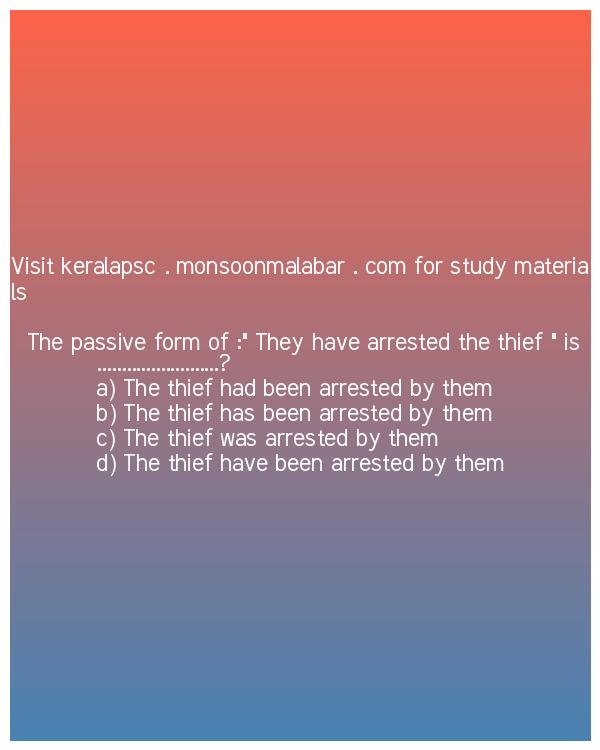 Visit keralapsc . monsoonmalabar . com for study materia
ls
The passive form of :" They have arrested the thief " is
.........................?
a) The thief had been arrested by them
b) The thief has been arrested by them
c) The thief was arrested by them
d) The thief have been arrested by them